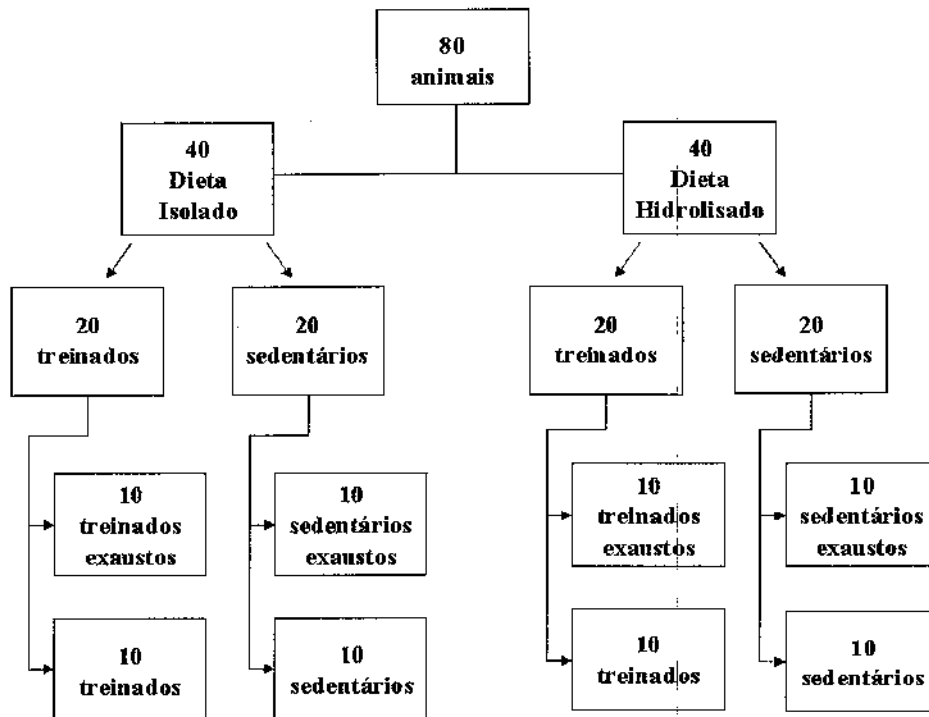 80
animais
40
Dieta
Isolado
40
Dieta
Hidrolisado
20
treinados
20
sedentários
20
treinados
20
sedentários
10
treinados
exaustos
10
sedentários
exaustos
10
treinados
exaustos
10
sedentários
exaustos
10
treinados
10
sedentários
10
treinados
10
sedentários